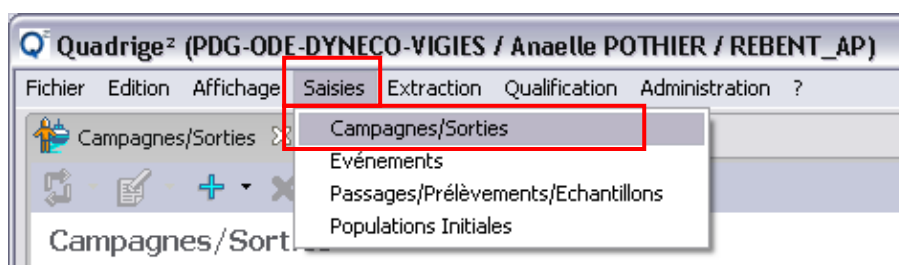 Quadrige² (PDG-ODE-DYNECO-VIGIES / Anaelle POTHIER / REBENT_AP)
Fichier Edition Affichage Saisies Extraction Qualification Administration ?
Campagnes/Sorties
Campagnes/Sorties
Evénements
Passages/Prélèvements/Echantillons
Populations Initiales
Campagnes/Sort